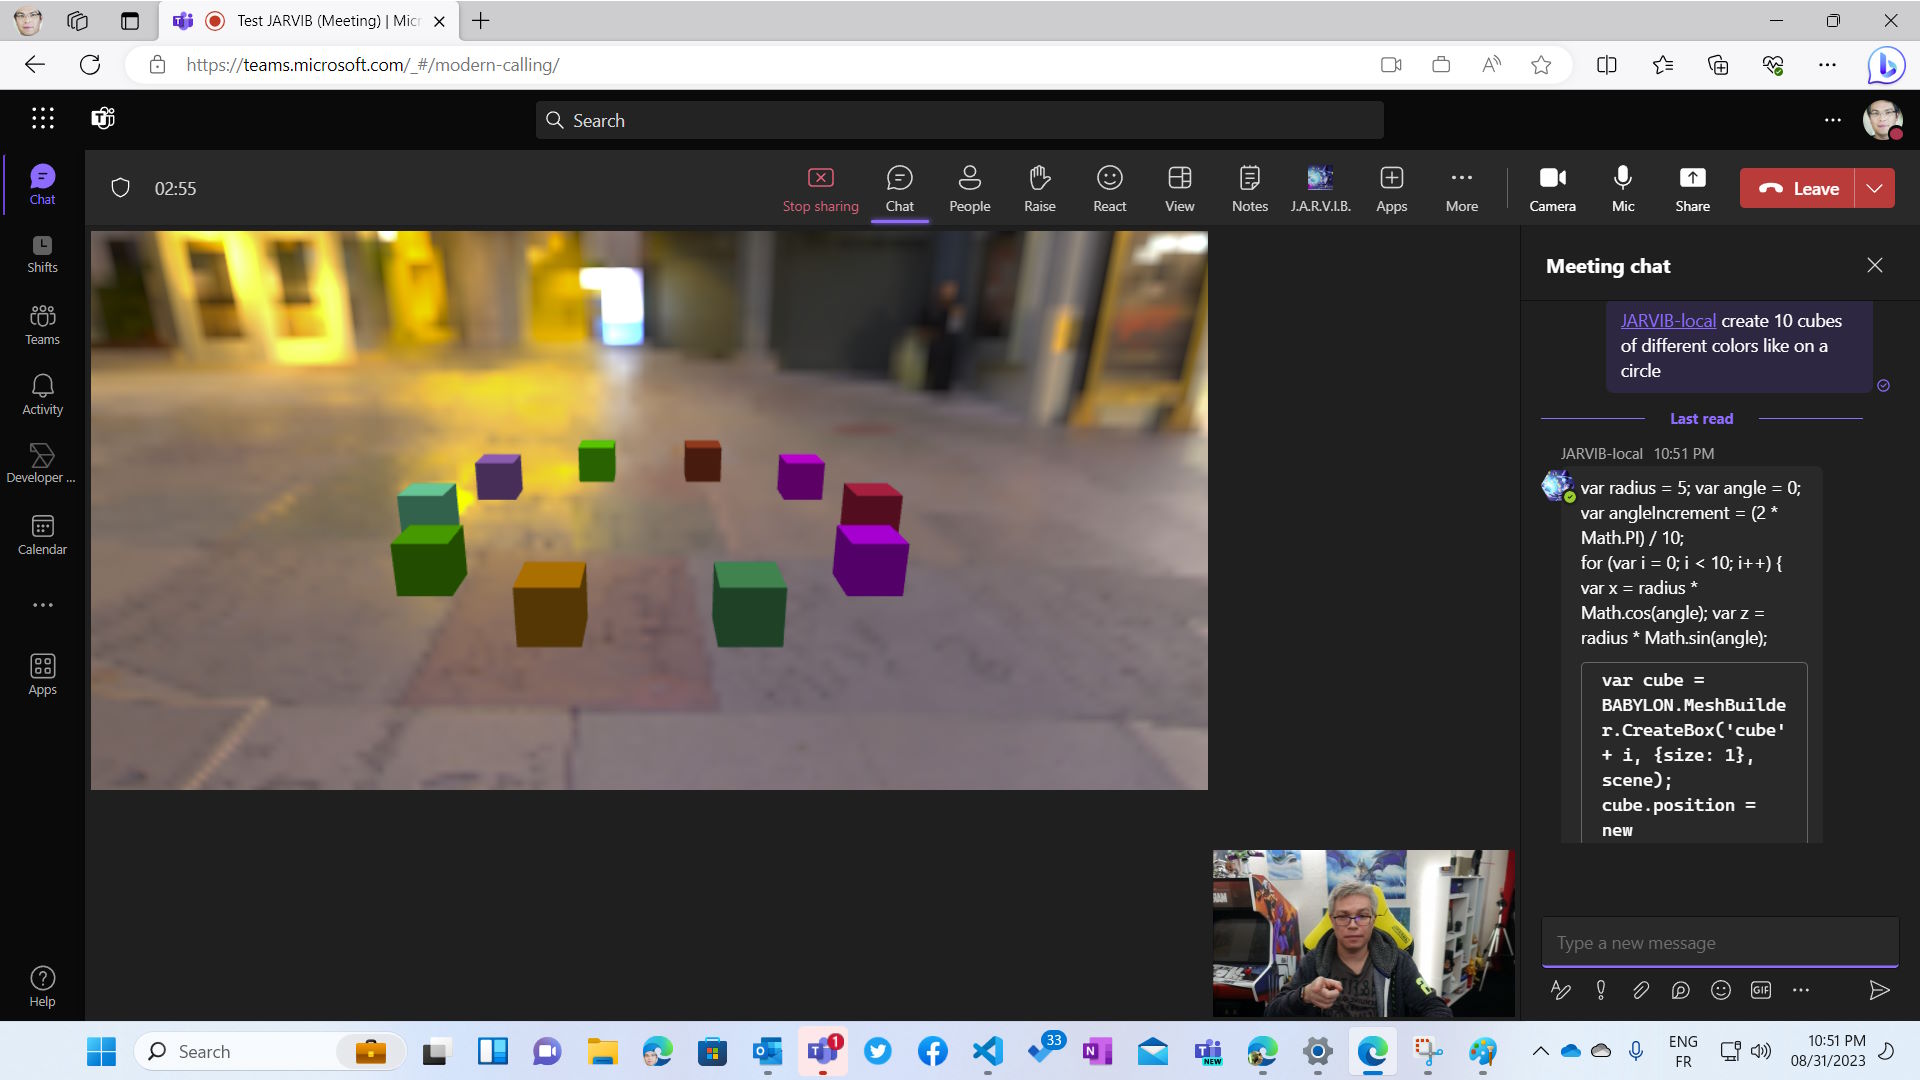 Test JARVIB (Meeting) | Micr
https://teams.microsoft.com/_#/modern-calling/
Search
Chat
Shifts
Teams
Activity
Developer ...
Calendar
Apps
Help
02:55
Stop sharing
Chat
People
Raise
React
View
Notes
J.A.R.V.I.B.
Apps
More
Camera
Mic
Share
Leave
Meeting chat
JARVIB-local create 10 cubes
of different colors like on a
circle
Last read
JARVIB-local 10:51 PM
var radius = 5; var angle = 0;
var angleIncrement = (2 *
Math.PI) / 10;
for (var i = 0; i < 10; i++) {
var x = radius *
Math.cos(angle); var z =
radius * Math.sin(angle);
var cube =
BABYLON.MeshBuilde
r.CreateBox('cube'
+ i, {size: 1},
scene);
cube.position =
new
Type a new message
GIF
Search
1
33
NEW
ENG
FR
10:51 PM
08/31/2023